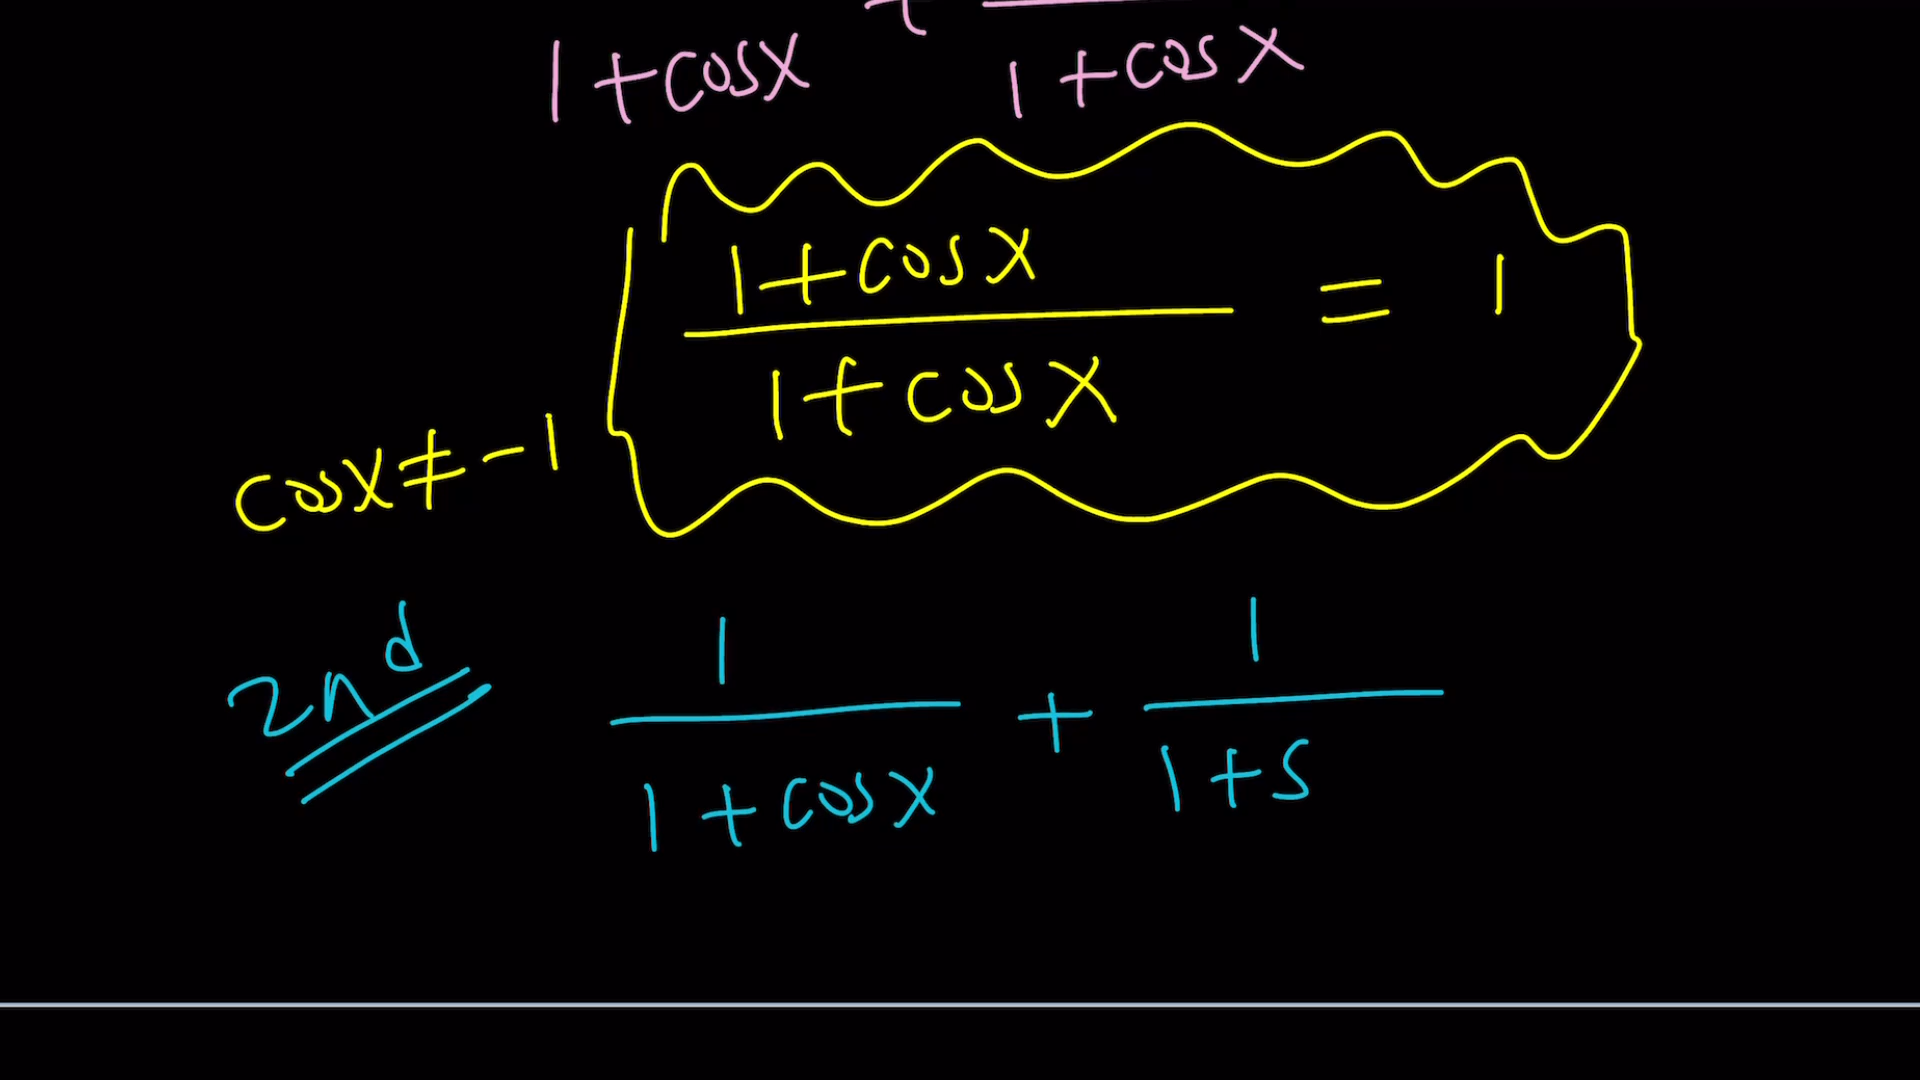 +
1+cosx 1+cosx
1+cosx
= 1
1+cosx
cosx≠-1
2nd 1 + 1
1+cosx 1+s